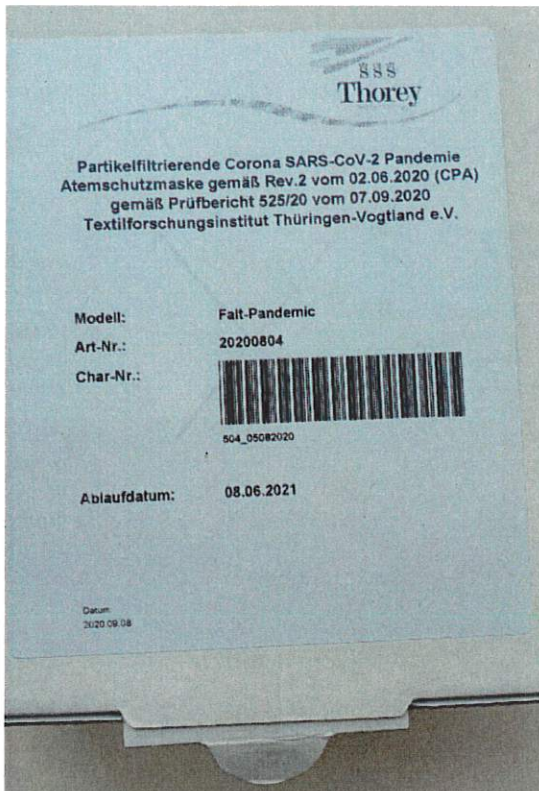 Thorey
Partikelfiltrierende Corona SARS-CoV-2 Pandemie
Atemschutzmaske gemäß Rev.2 vom 02.06.2020 (CPA)
gemäß Prüfbericht 525/20 vom 07.09.2020
Textilforschungsinstitut Thüringen-Vogtland e.V.
Modell: Falt-Pandemic
Art-Nr.: 20200804
Char-Nr.:
504_05082020
Ablaufdatum: 08.06.2021
Datum:
2020.09.08